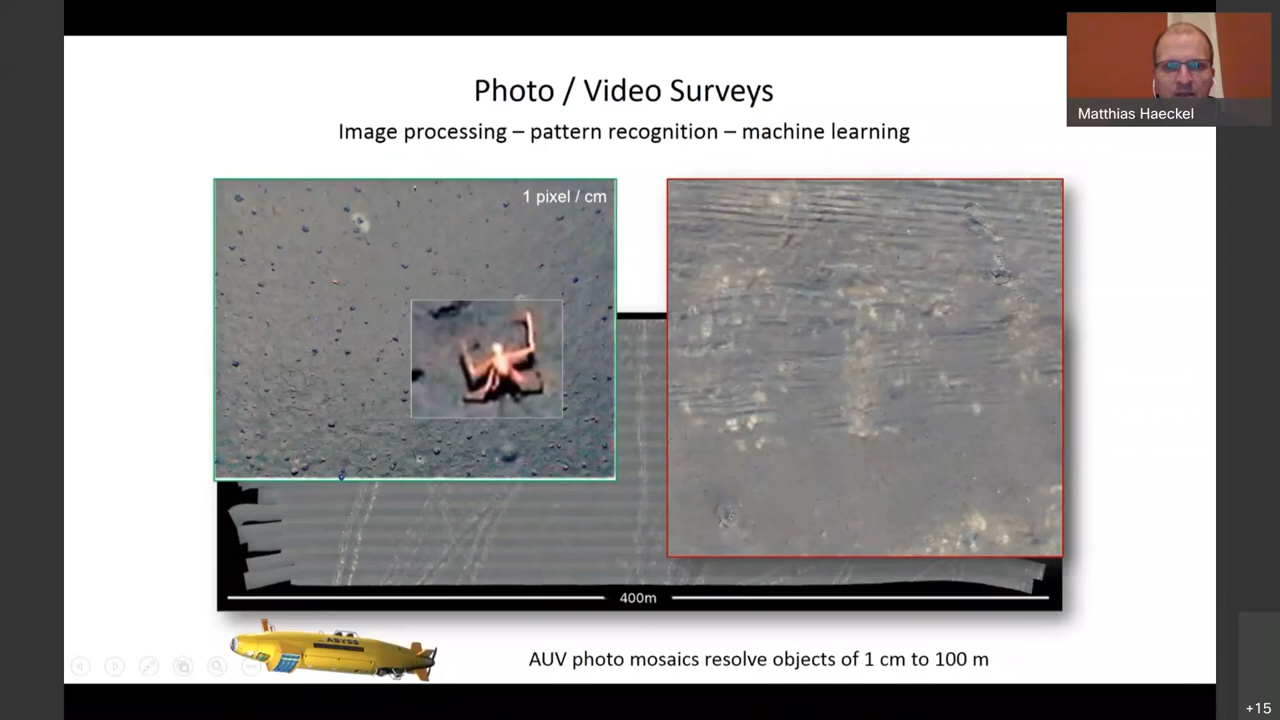 Photo / Video Surveys
Image processing – pattern recognition – machine learning
Matthias Haeckel
1 pixel / cm
400m
ABYSS
AUV photo mosaics resolve objects of 1 cm to 100 m
+15